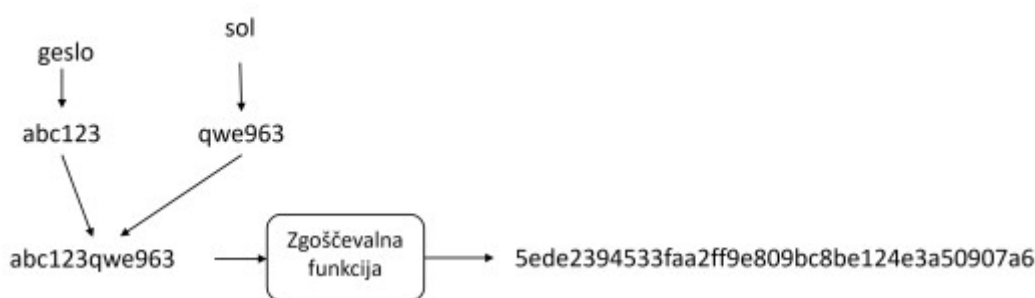 sol
geslo
abc123
qwe963
abc123qwe963
Zgoščevalna
funkcija
5ede2394533faa2ff9e809bc8be124e3a50907a6